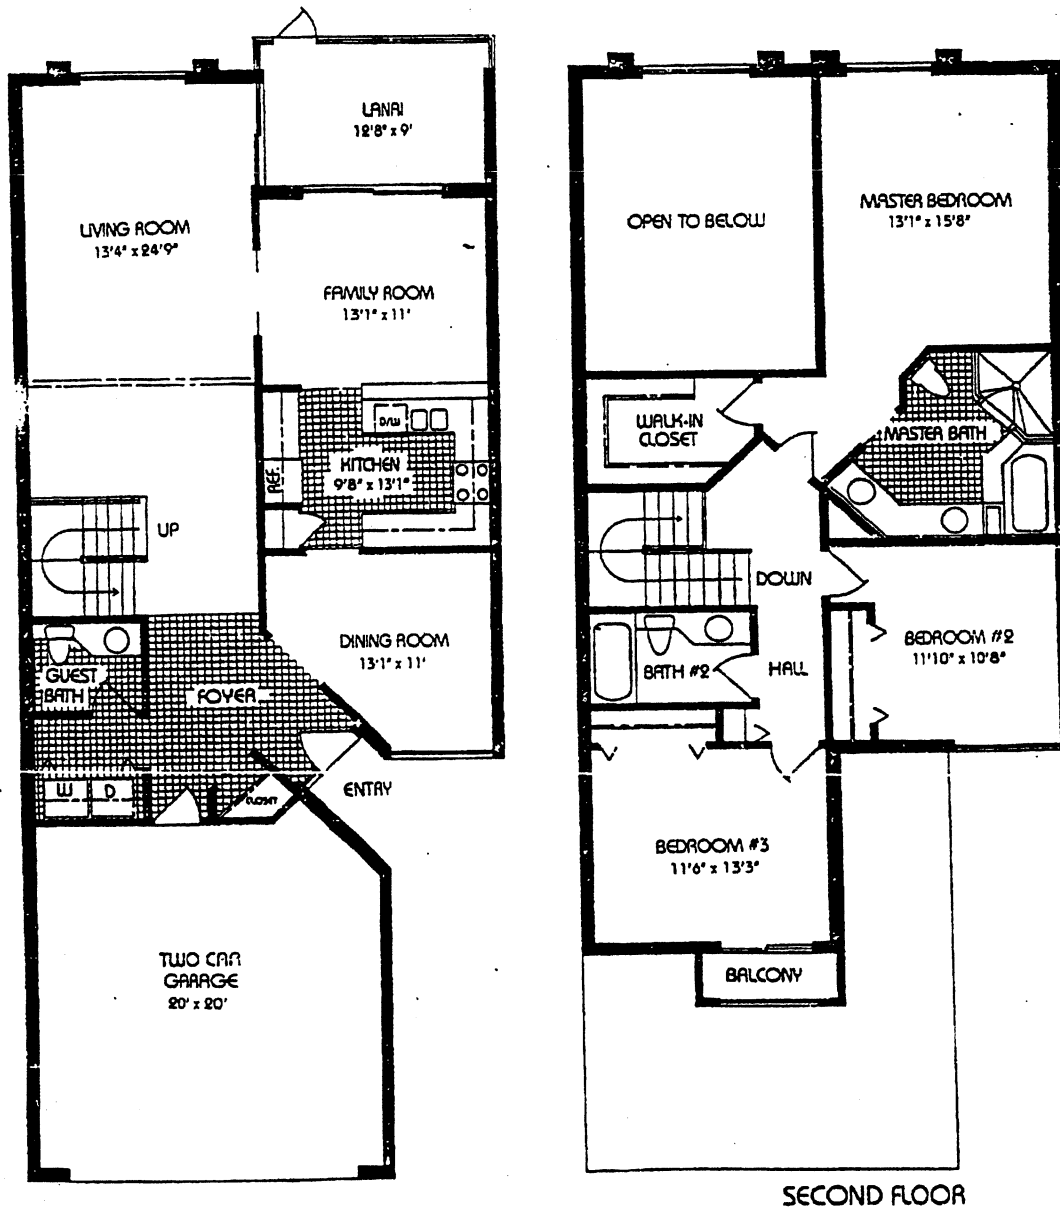 LANAI
12'8" x 9'
LIVING ROOM
13'4" x 24'9"
FAMILY ROOM
13'1" x 11'
D/W
KITCHEN
9'8" x 13'1"
REF.
UP
DINING ROOM
13'1" x 11'
GUEST
BATH
FOYER
W D
CLOSET
ENTRY
TWO CAR
GARAGE
20' x 20'
OPEN TO BELOW
MASTER BEDROOM
13'1" x 15'8"
WALK-IN
CLOSET
MASTER BATH
DOWN
BEDROOM #2
11'10" x 10'8"
BATH #2
HALL
BEDROOM #3
11'6" x 13'3"
BALCONY
SECOND FLOOR